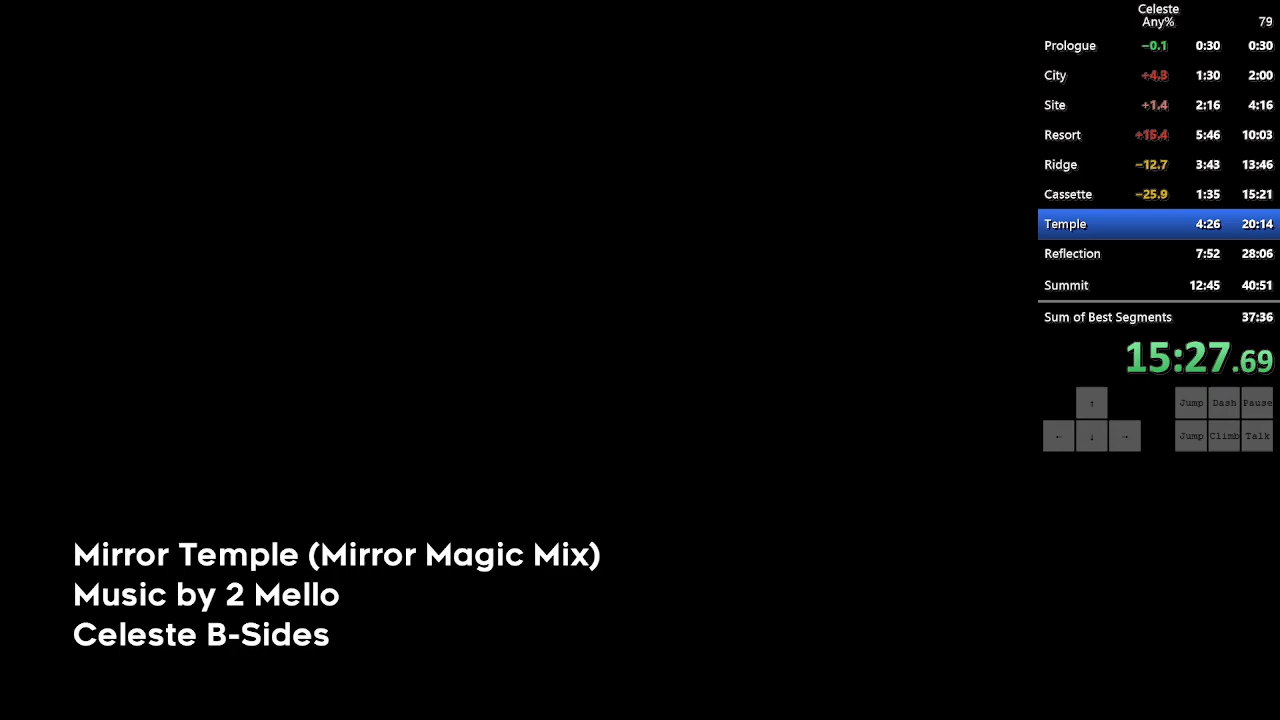 Celeste
Any% 79
Prologue −0.1 0:30 0:30
City +4.3 1:30 2:00
Site +1.4 2:16 4:16
Resort +15.4 5:46 10:03
Ridge −12.7 3:43 13:46
Cassette −25.9 1:35 15:21
Temple 4:26 20:14
Reflection 7:52 28:06
Summit 12:45 40:51
Sum of Best Segments 37:36
15:27.69
↑ Jump Dash Pause
← ↓ → Jump Climb Talk
Mirror Temple (Mirror Magic Mix)
Music by 2 Mello
Celeste B-Sides